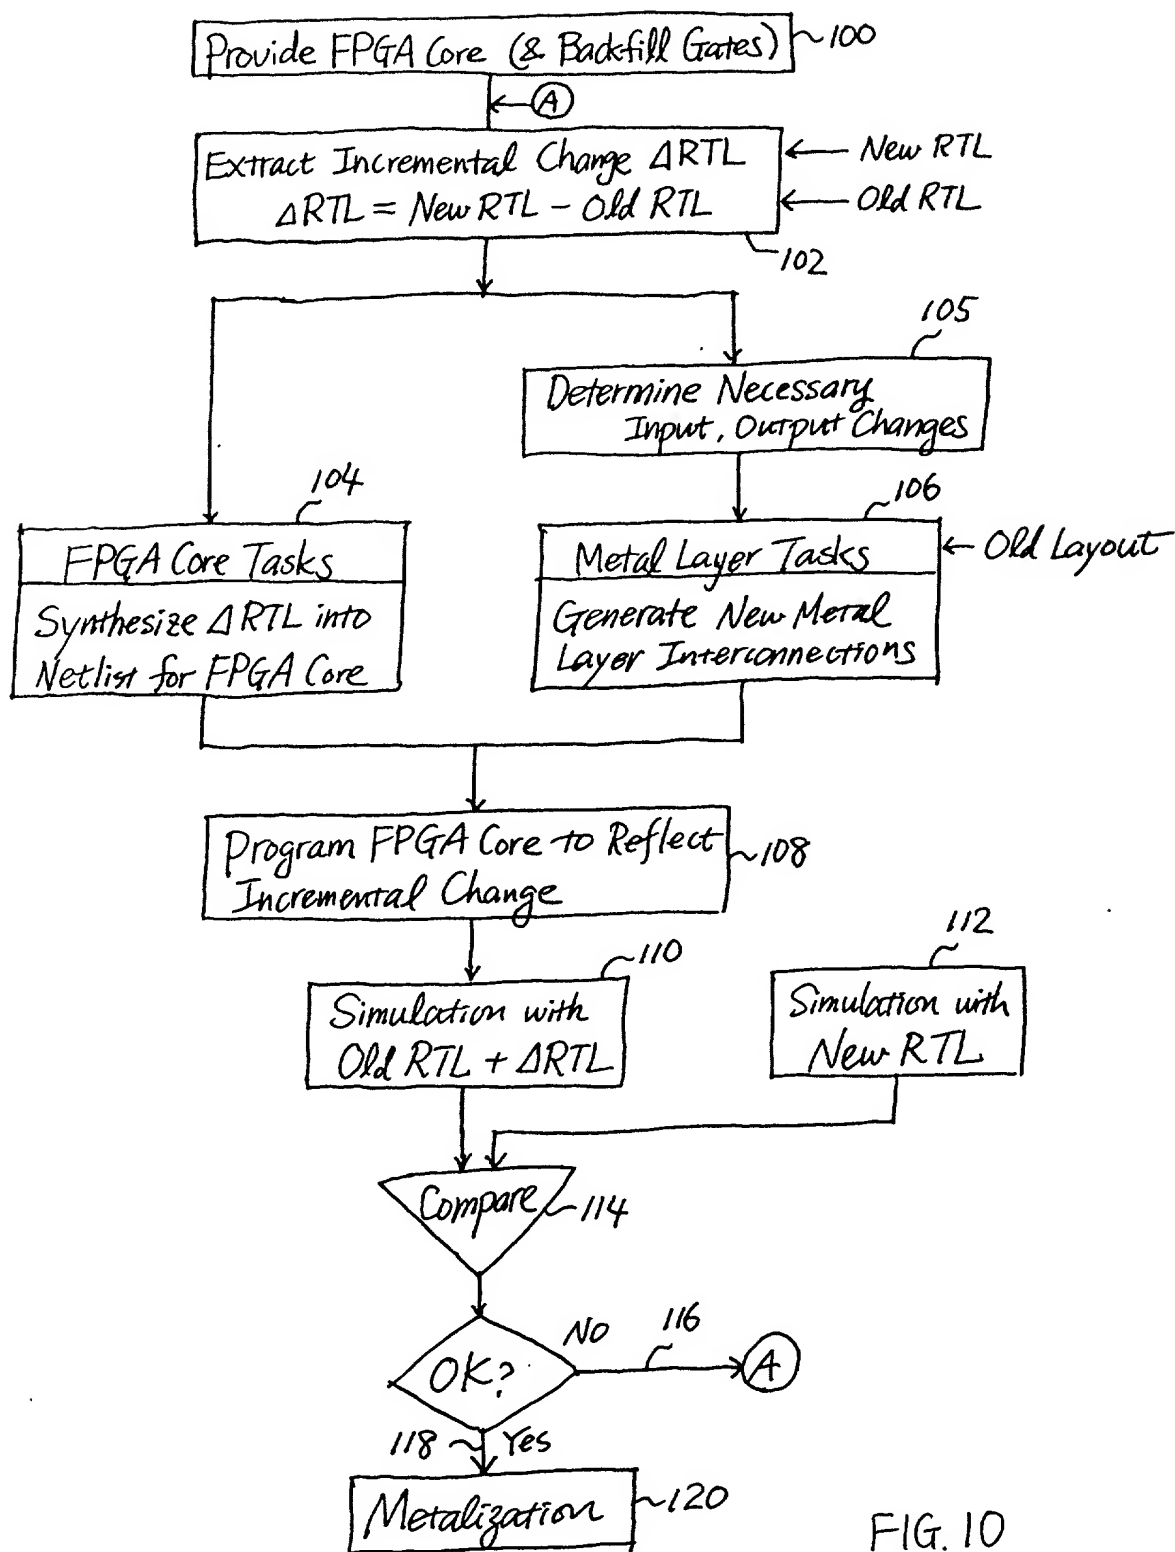 Provide FPGA Core (& Backfill Gates)
100
A
Extract Incremental Change ΔRTL
ΔRTL = New RTL - Old RTL
New RTL
Old RTL
102
105
Determine Necessary
Input, Output Changes
104
FPGA Core Tasks
Synthesize ΔRTL into
Netlist for FPGA Core
106
Metal Layer Tasks
Generate New Metal
Layer Interconnections
Old Layout
Program FPGA Core to Reflect
Incremental Change
108
110
Simulation with
Old RTL + ΔRTL
112
Simulation with
New RTL
Compare
114
OK?
No
116
A
118
Yes
Metalization
120
FIG. 10